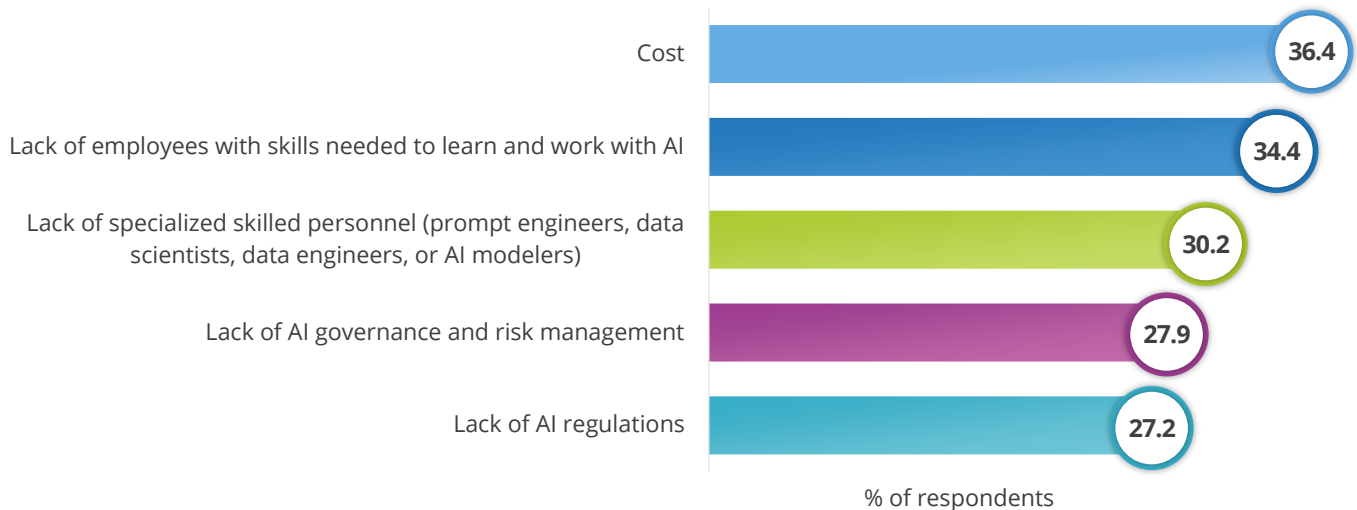 Cost
36.4
Lack of employees with skills needed to learn and work with AI
34.4
Lack of specialized skilled personnel (prompt engineers, data
scientists, data engineers, or AI modelers)
30.2
Lack of AI governance and risk management
27.9
Lack of AI regulations
27.2
% of respondents